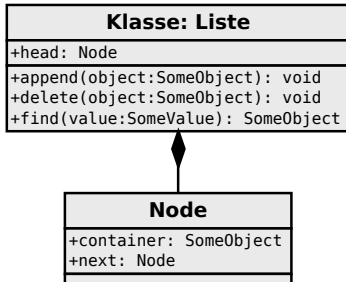 Klasse: Liste
+head: Node
+append(object:SomeObject): void
+delete(object:SomeObject): void
+find(value:SomeValue): SomeObject
Node
+container: SomeObject
+next: Node